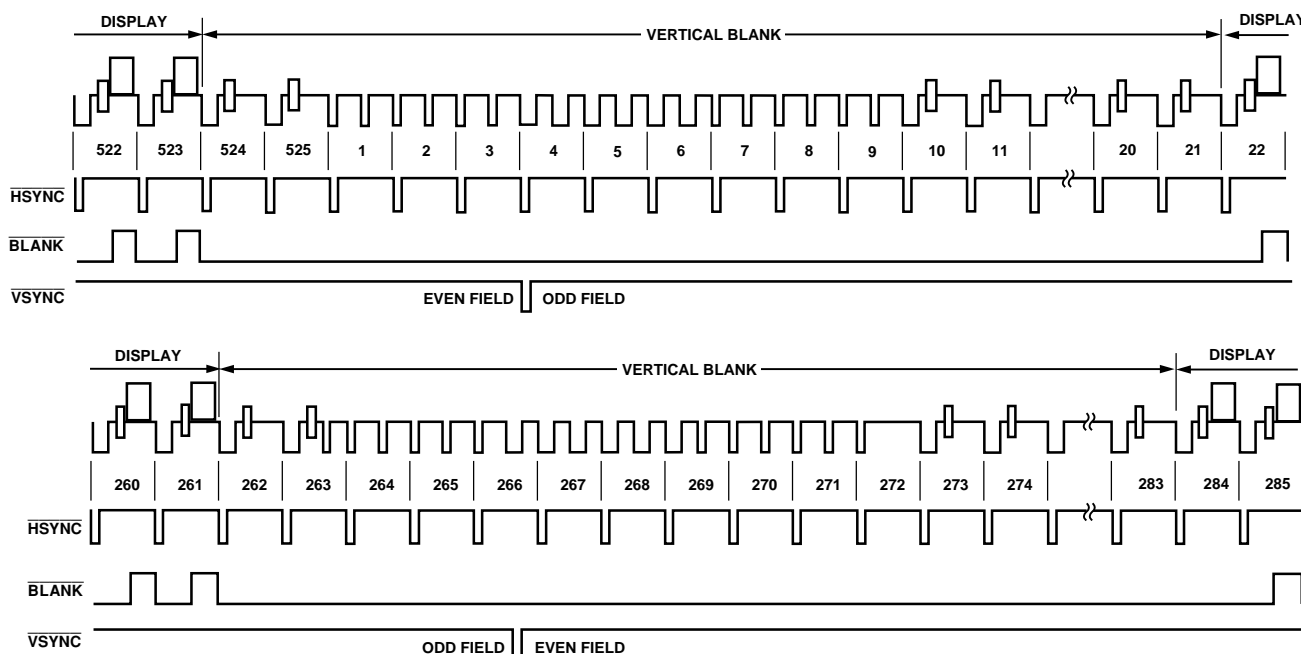 DISPLAY VERTICAL BLANK DISPLAY
522 523 524 525 1 2 3 4 5 6 7 8 9 10 11 20 21 22
HSYNC
BLANK
VSYNC
EVEN FIELD ODD FIELD
DISPLAY VERTICAL BLANK DISPLAY
260 261 262 263 264 265 266 267 268 269 270 271 272 273 274 283 284 285
HSYNC
BLANK
VSYNC
ODD FIELD EVEN FIELD